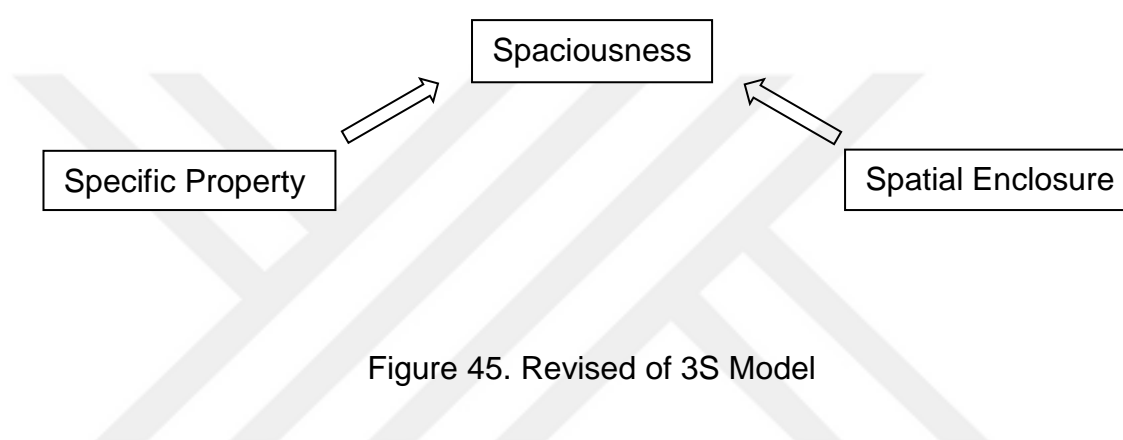 Spaciousness
Specific Property
Spatial Enclosure
Figure 45. Revised of 3S Model